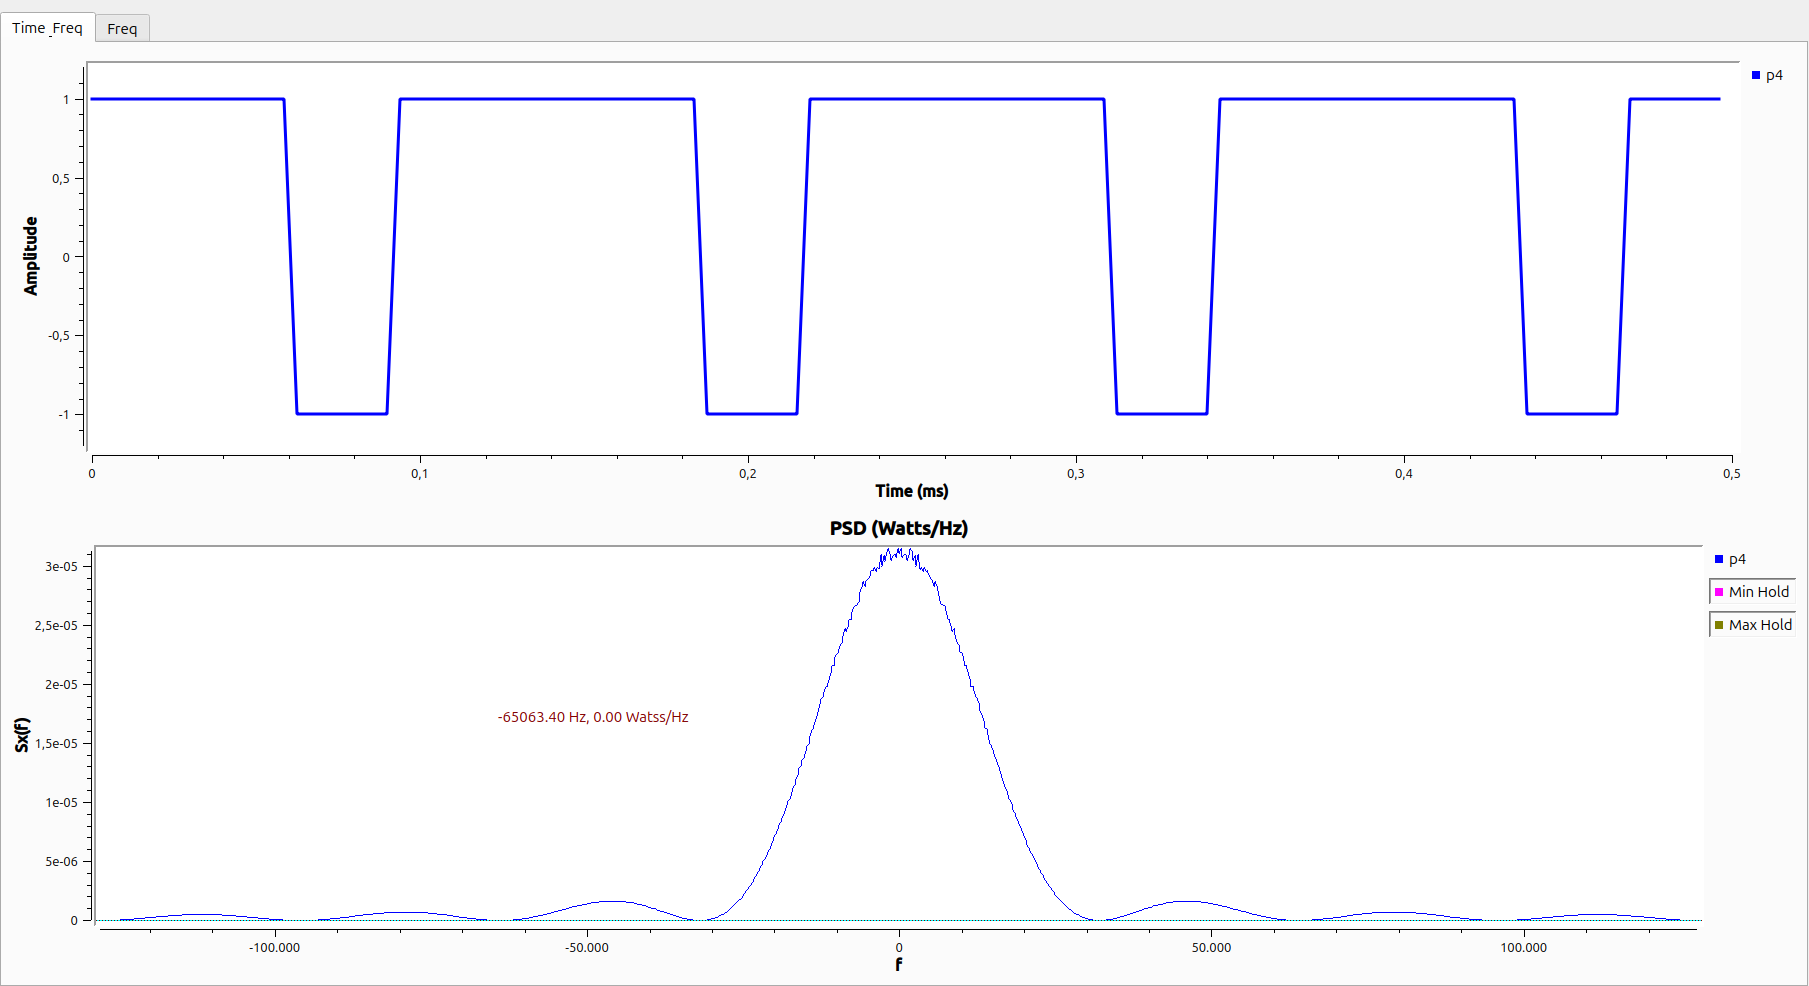 Time_Freq
Freq
p4
1
0,5
0
-0,5
-1
Amplitude
0
0,1
0,2
0,3
0,4
0,5
Time (ms)
PSD (Watts/Hz)
p4
Min Hold
Max Hold
3e-05
2,5e-05
2e-05
1,5e-05
1e-05
5e-06
0
Sx(f)
-65063.40 Hz, 0.00 Watss/Hz
-100.000
-50.000
0
50.000
100.000
f